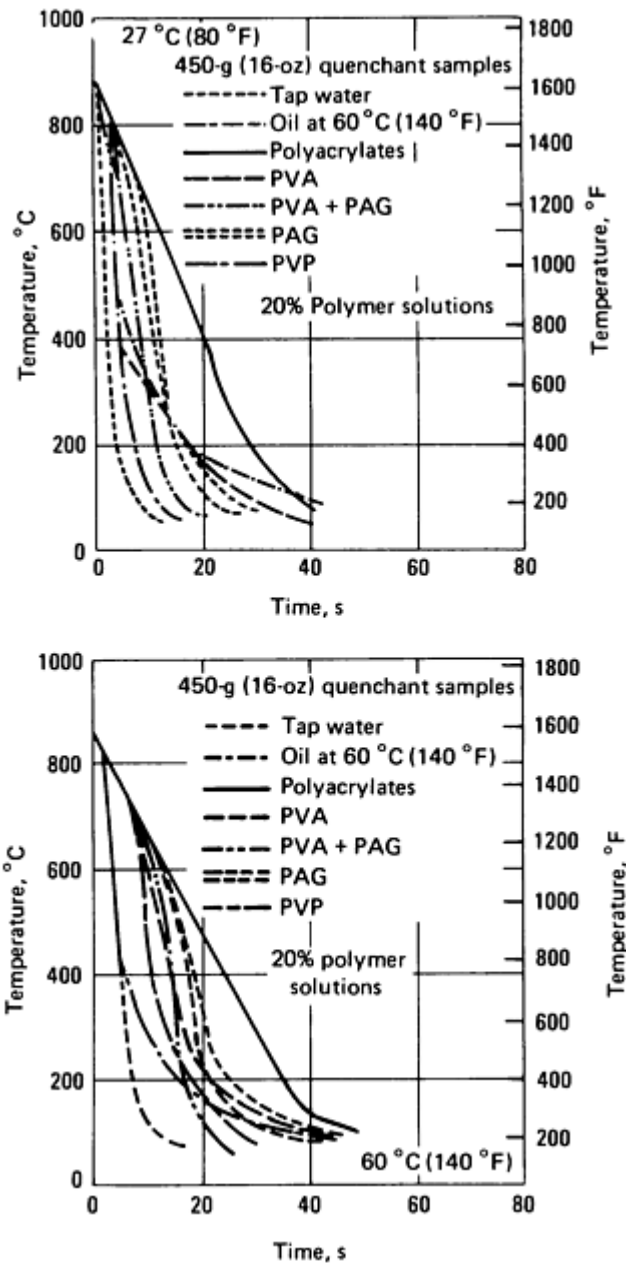 27 °C (80 °F)
450-g (16-oz) quenchant samples
Tap water
Oil at 60 °C (140 °F)
Polyacrylates
PVA
PVA + PAG
PAG
PVP
20% Polymer solutions
1000
800
600
400
200
0
Temperature, °C
1800
1600
1400
1200
1000
800
600
400
200
Temperature, °F
0
20
40
60
80
Time, s
450-g (16-oz) quenchant samples
Tap water
Oil at 60 °C (140 °F)
Polyacrylates
PVA
PVA + PAG
PAG
PVP
20% polymer
solutions
60 °C (140 °F)
1000
800
600
400
200
0
Temperature, °C
1800
1600
1400
1200
1000
800
600
400
200
Temperature, °F
0
20
40
60
80
Time, s